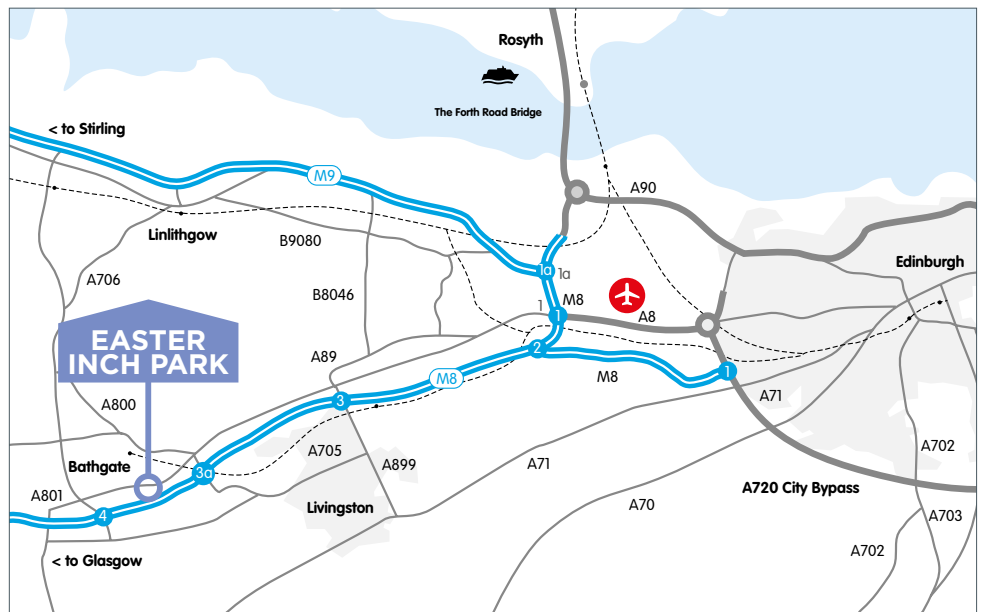 Rosyth
The Forth Road Bridge
< to Stirling
M9
A90
Linlithgow
B9080
Edinburgh
A706
1a
1a
B8046
1
M8
1
A8
EASTER
INCH PARK
A89
2
M8
M8
1
A71
3
A800
A705
A702
Bathgate
3a
A899
A71
A801
Livingston
A70
A720 City Bypass
4
A703
< to Glasgow
A702